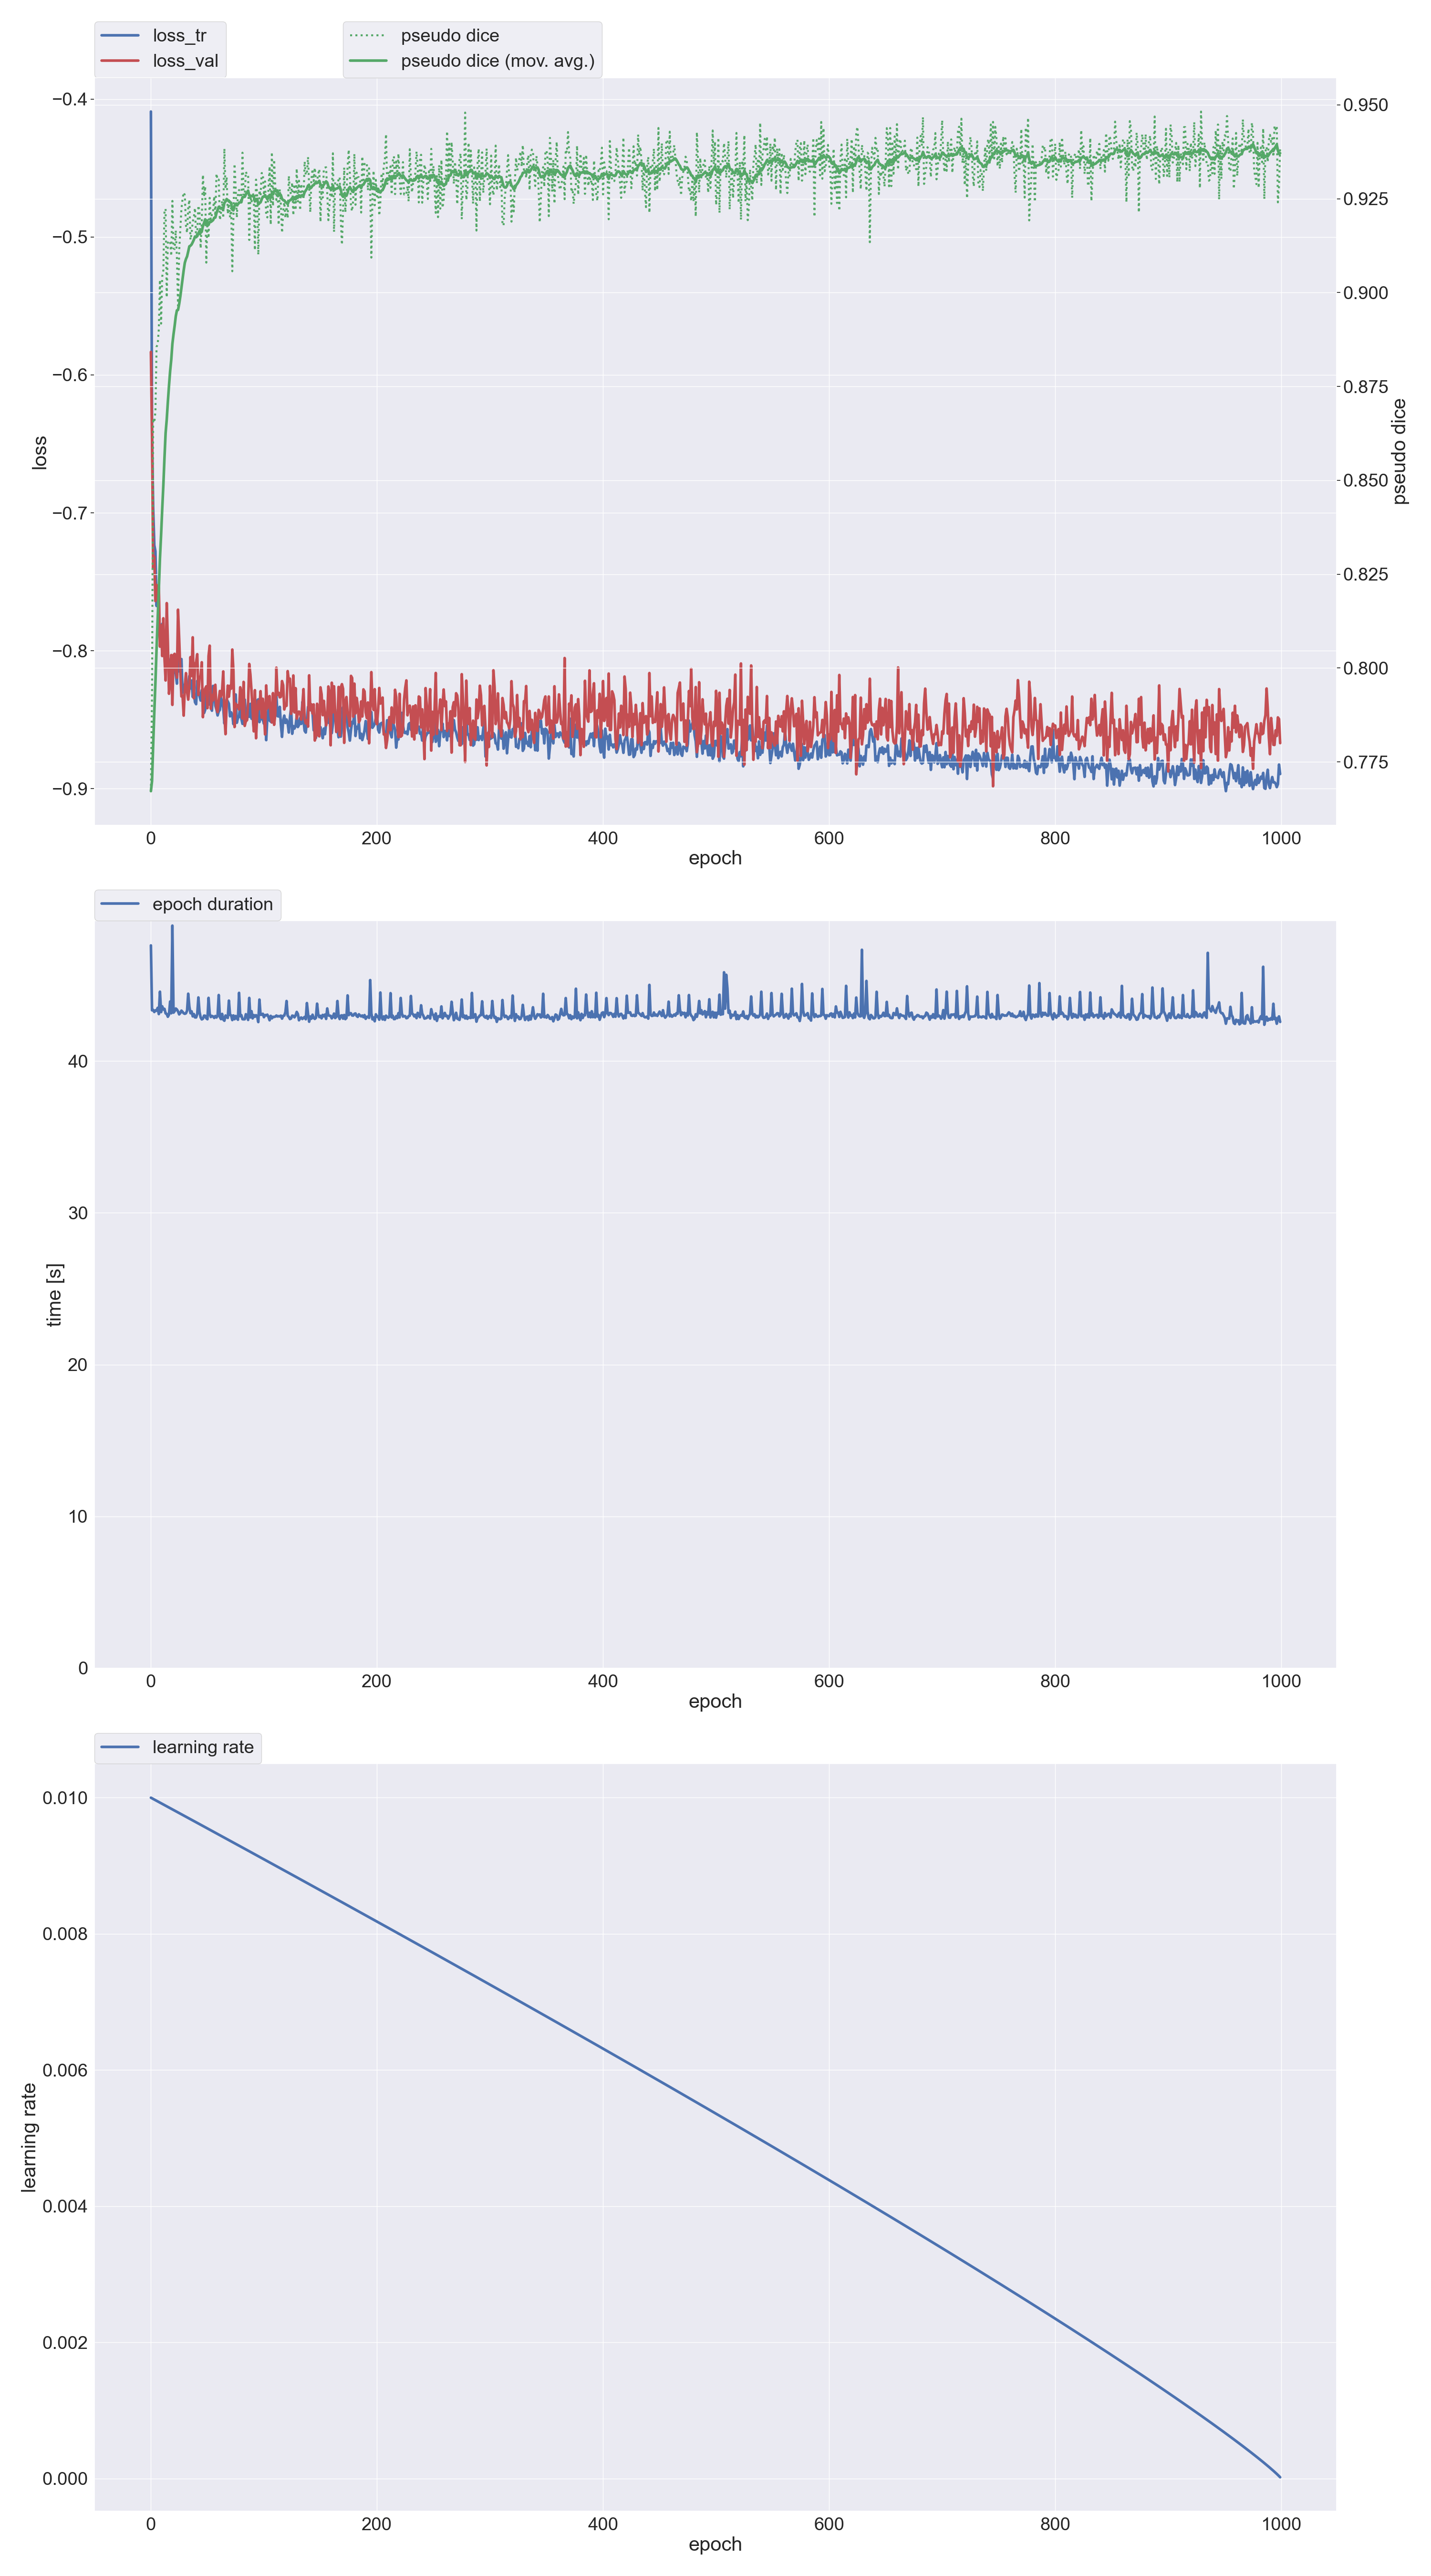 loss_tr
loss_val
pseudo dice
pseudo dice (mov. avg.)
−0.4
−0.5
−0.6
−0.7
−0.8
−0.9
loss
0.950
0.925
0.900
0.875
0.850
0.825
0.800
0.775
pseudo dice
0 200 400 600 800 1000
epoch
epoch duration
40
30
20
10
0
time [s]
0 200 400 600 800 1000
epoch
learning rate
0.010
0.008
0.006
0.004
0.002
0.000
learning rate
0 200 400 600 800 1000
epoch